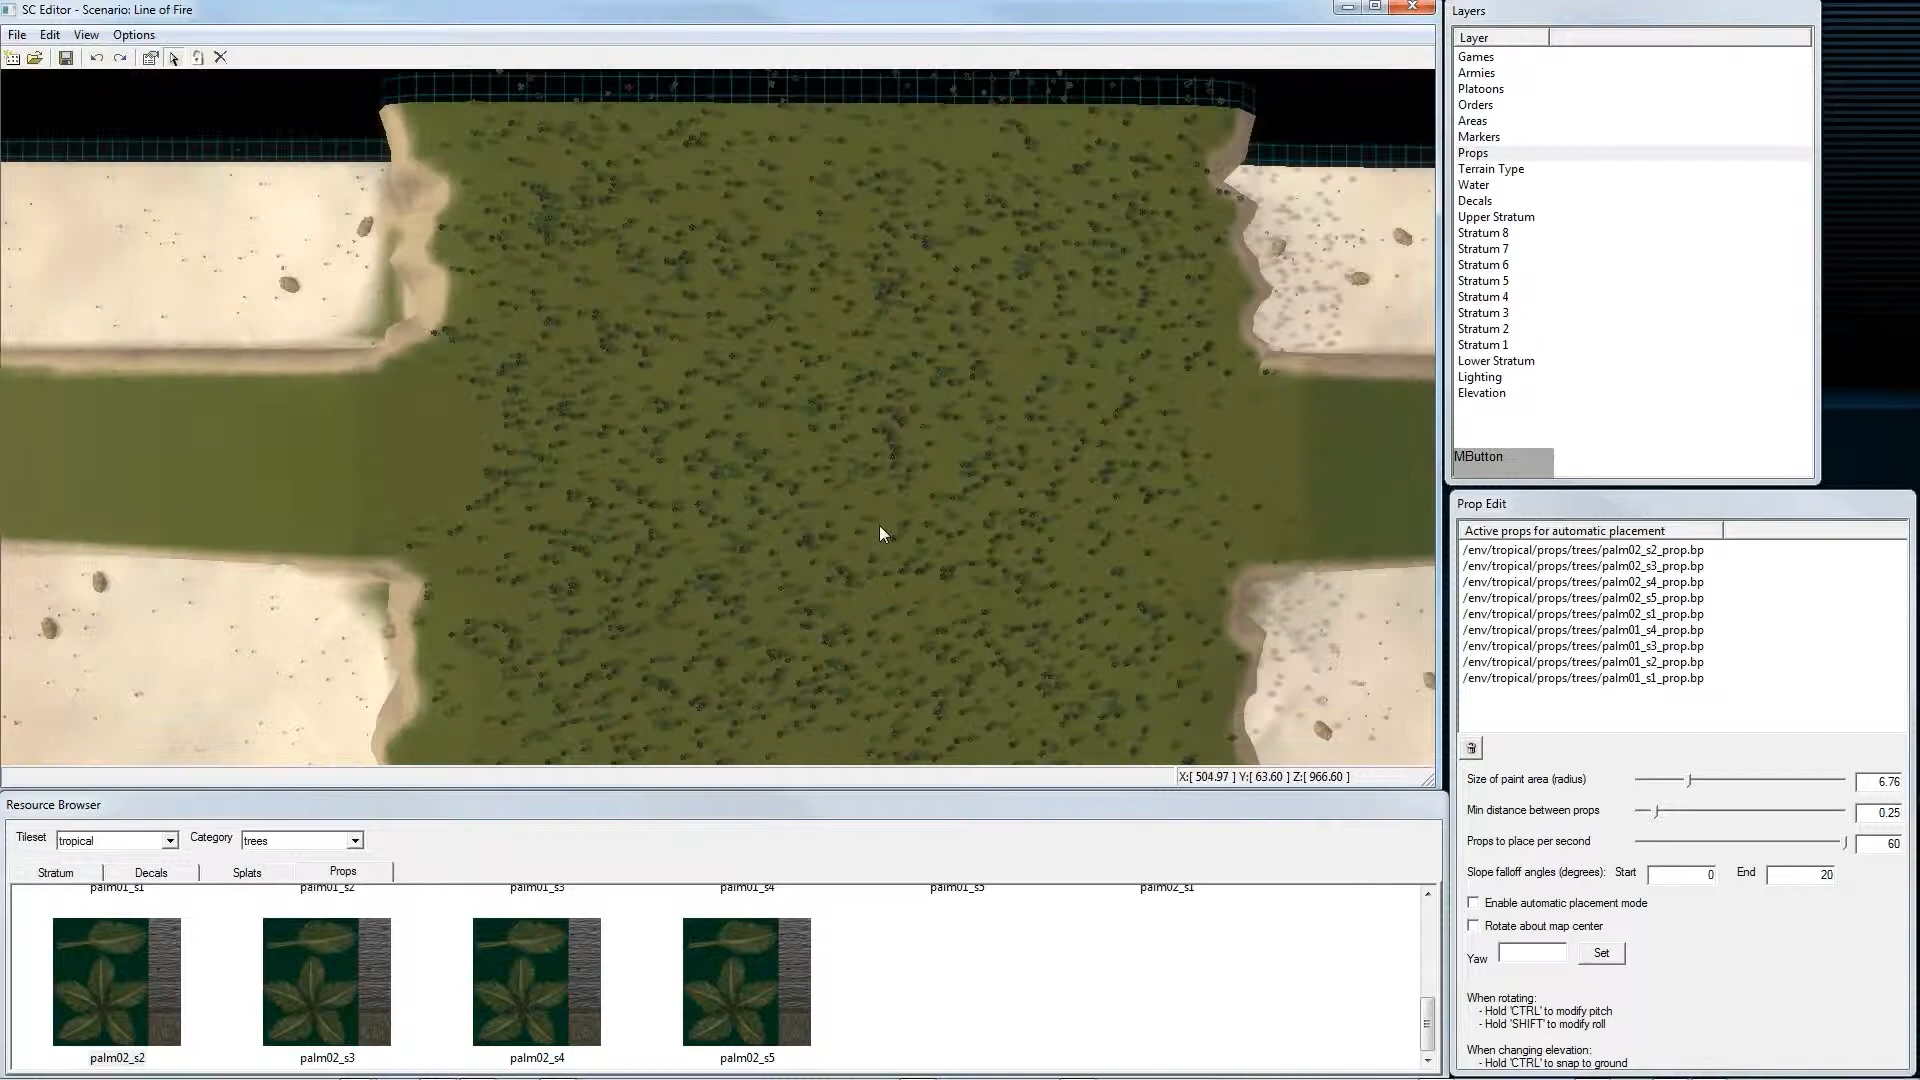 SC Editor - Scenario: Line of Fire
File Edit View Options
X:[ 504.97 ] Y:[ 63.60 ] Z:[ 966.60 ]
Resource Browser
Tileset tropical Category trees
Stratum Decals Splats Props
palm01_s1 palm01_s2 palm01_s3 palm01_s4 palm01_s5 palm02_s1
palm02_s2 palm02_s3 palm02_s4 palm02_s5
Layers
Layer
Games
Armies
Platoons
Orders
Areas
Markers
Props
Terrain Type
Water
Decals
Upper Stratum
Stratum 8
Stratum 7
Stratum 6
Stratum 5
Stratum 4
Stratum 3
Stratum 2
Stratum 1
Lower Stratum
Lighting
Elevation
MButton
Prop Edit
Active props for automatic placement
/env/tropical/props/trees/palm02_s2_prop.bp
/env/tropical/props/trees/palm02_s3_prop.bp
/env/tropical/props/trees/palm02_s4_prop.bp
/env/tropical/props/trees/palm02_s5_prop.bp
/env/tropical/props/trees/palm02_s1_prop.bp
/env/tropical/props/trees/palm01_s4_prop.bp
/env/tropical/props/trees/palm01_s3_prop.bp
/env/tropical/props/trees/palm01_s2_prop.bp
/env/tropical/props/trees/palm01_s1_prop.bp
Size of paint area (radius) 6.76
Min distance between props 0.25
Props to place per second 60
Slope falloff angles (degrees): Start 0 End 20
Enable automatic placement mode
Rotate about map center
Yaw Set
When rotating:
- Hold 'CTRL' to modify pitch
- Hold 'SHIFT' to modify roll
When changing elevation:
- Hold 'CTRL' to snap to ground